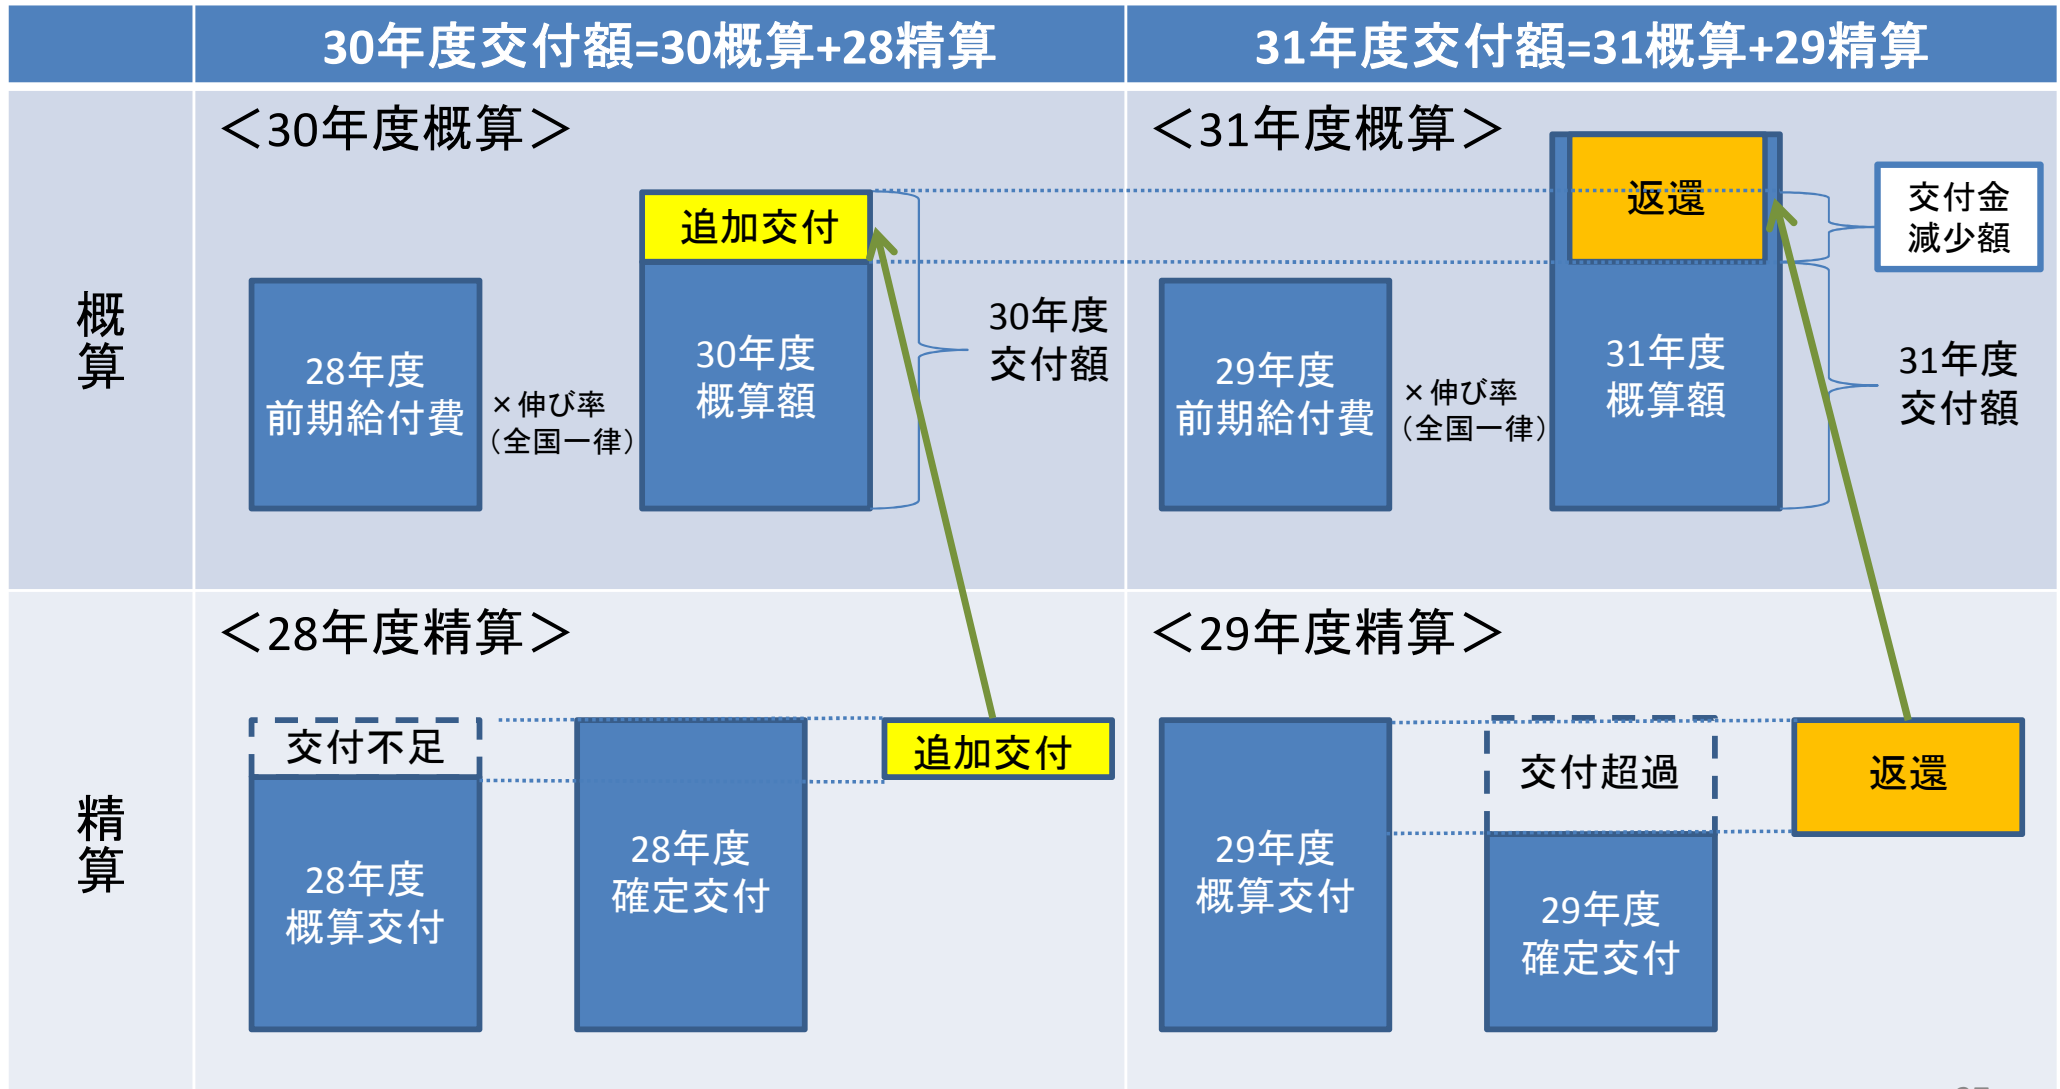 30年度交付額=30概算+28精算
31年度交付額=31概算+29精算
概
算
＜30年度概算＞
28年度
前期給付費
×伸び率
（全国一律）
追加交付
30年度
概算額
30年度
交付額
＜31年度概算＞
29年度
前期給付費
×伸び率
（全国一律）
返還
31年度
概算額
交付金
減少額
31年度
交付額
精
算
＜28年度精算＞
交付不足
28年度
概算交付
28年度
確定交付
追加交付
＜29年度精算＞
29年度
概算交付
交付超過
29年度
確定交付
返還